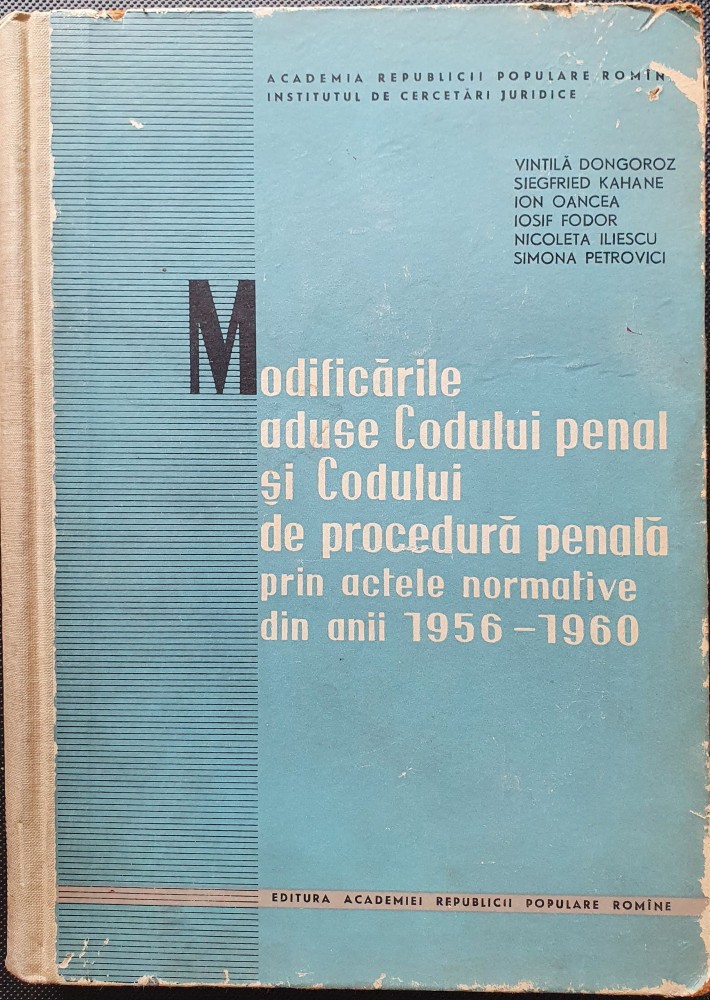 ACADEMIA REPUBLICII POPULARE ROMÎN
INSTITUTUL DE CERCETĂRI JURIDICE
VINTILĂ DONGOROZ
SIEGFRIED KAHANE
ION OANCEA
IOSIF FODOR
NICOLETA ILIESCU
SIMONA PETROVICI
Modificările
aduse Codului penal
și Codului
de procedură penală
prin actele normative
din anii 1956-1960
EDITURA ACADEMIEI REPUBLICII POPULARE ROMÎNE